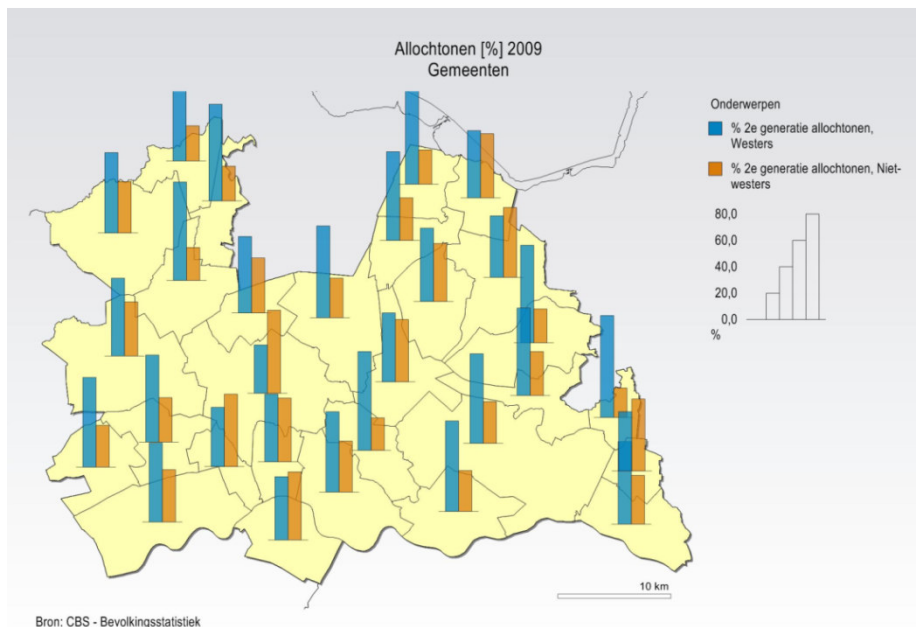 Allochtonen [%] 2009
Gemeenten
Onderwerpen
% 2e generatie allochtonen,
Westers
% 2e generatie allochtonen, Niet-
westers
80,0
60,0
40,0
20,0
0,0
%
10 km
Bron: CBS - Bevolkingsstatistiek